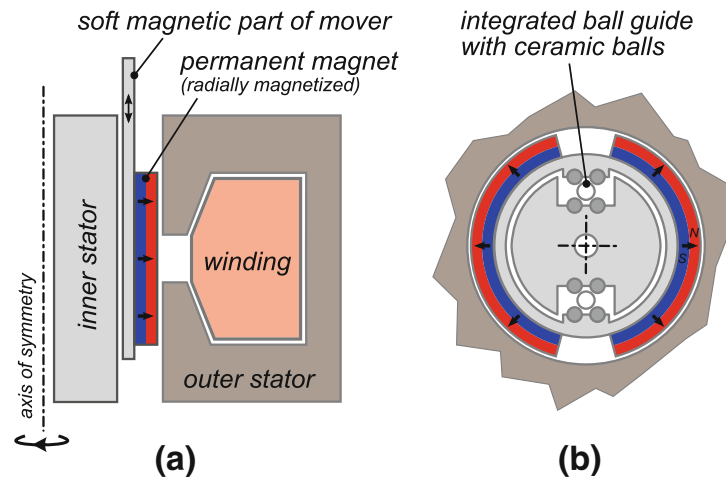 soft magnetic part of mover
permanent magnet
(radially magnetized)
axis of symmetry
inner stator
winding
outer stator
(a)
integrated ball guide
with ceramic balls
N
S
(b)